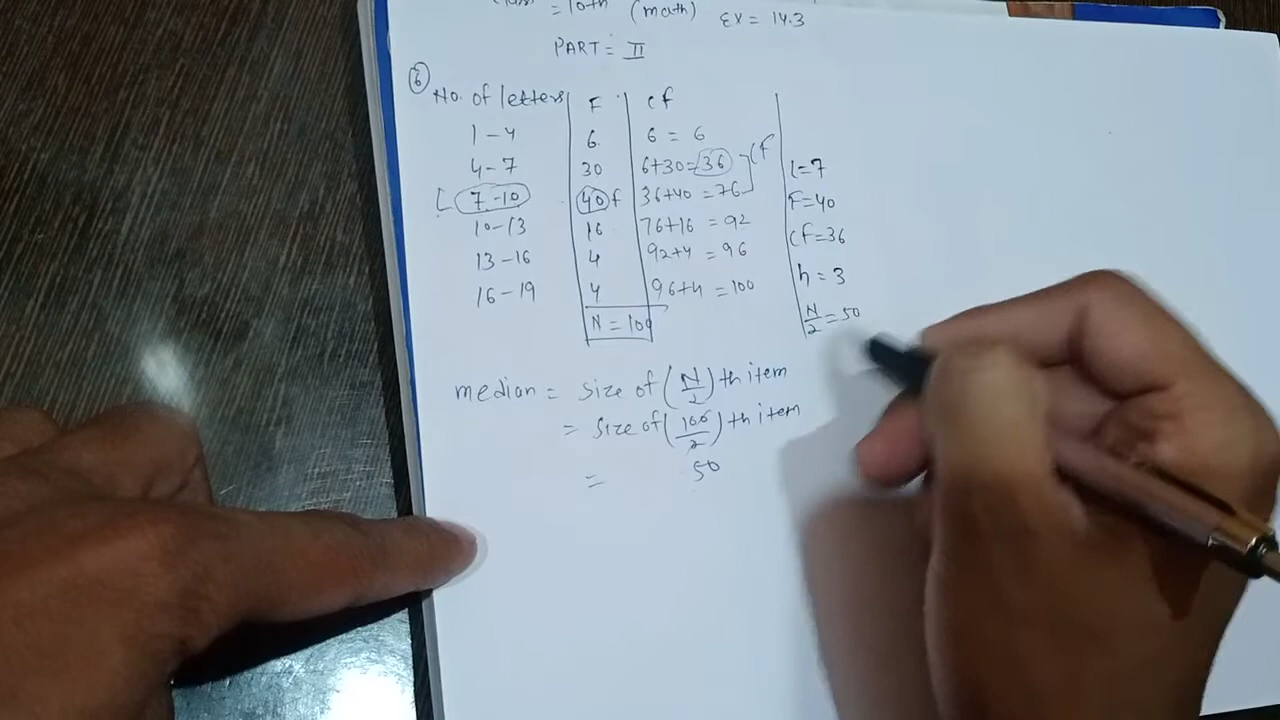 = 10th (math) EX = 14.3
PART = II
6 No. of letters F cf
1 – 4 6 6 = 6
4 – 7 30 6+30=36 cf
L 7-10 40 f 36+40 = 76
10 – 13 16 76+16 = 92
13 – 16 4 92+4 = 96
16 – 19 4 96+4 = 100
N = 100
l=7
F=40
cf=36
h = 3
N/2 = 50
median = Size of (N/2) th item
= Size of (100/2) th item
= 50